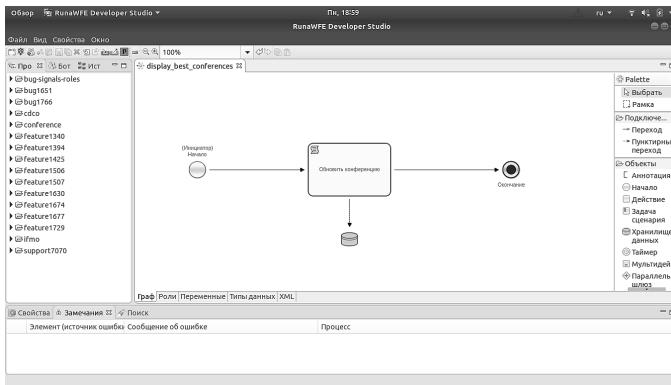 Обзор RunaWFE Developer Studio ▾ Пн, 18:59 ru ▾
RunaWFE Developer Studio
Файл Вид Свойства Окно
100%
Про Бот Ист
display_best_conferences
bug-signals-roles
bug1651
bug1766
cdco
conference
feature1340
feature1394
feature1425
feature1506
feature1507
feature1630
feature1674
feature1677
feature1729
ifmo
support7070
(Инициатор)
Начало
Обновить конференцию
Окончание
Palette
Выбрать
Рамка
Подключе...
Переход
Пунктирны
переход
Объекты
Аннотация
Начало
Действие
Задача
сценария
Хранилище
данных
Таймер
Мультидей
Параллель
шлюз
Граф Роли Переменные Типы данных XML
Свойства Замечания Поиск
Элемент (источник ошибки Сообщение об ошибке Процесс